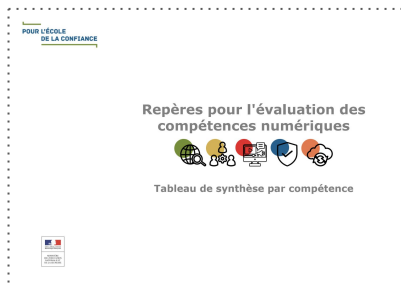 POUR L'ÉCOLE
DE LA CONFIANCE
Repères pour l'évaluation des
compétences numériques
Tableau de synthèse par compétence